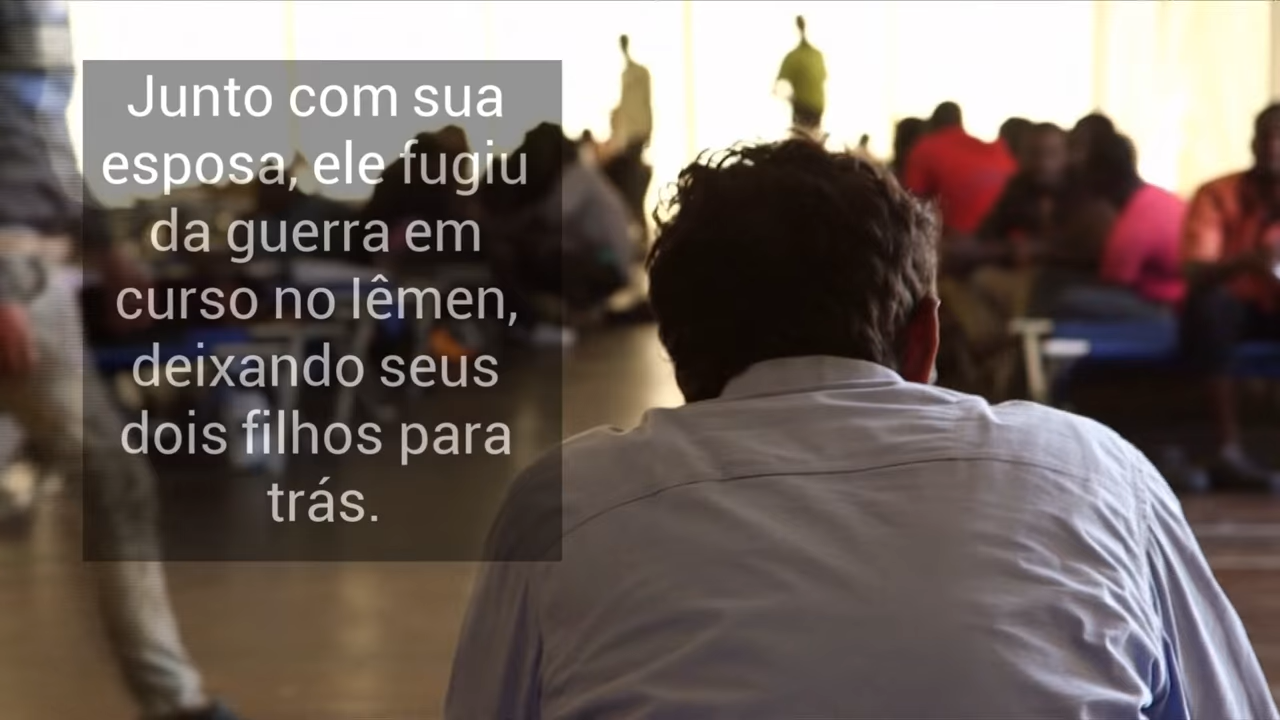 Junto com sua
esposa, ele fugiu
da guerra em
curso no Iêmen,
deixando seus
dois filhos para
trás.